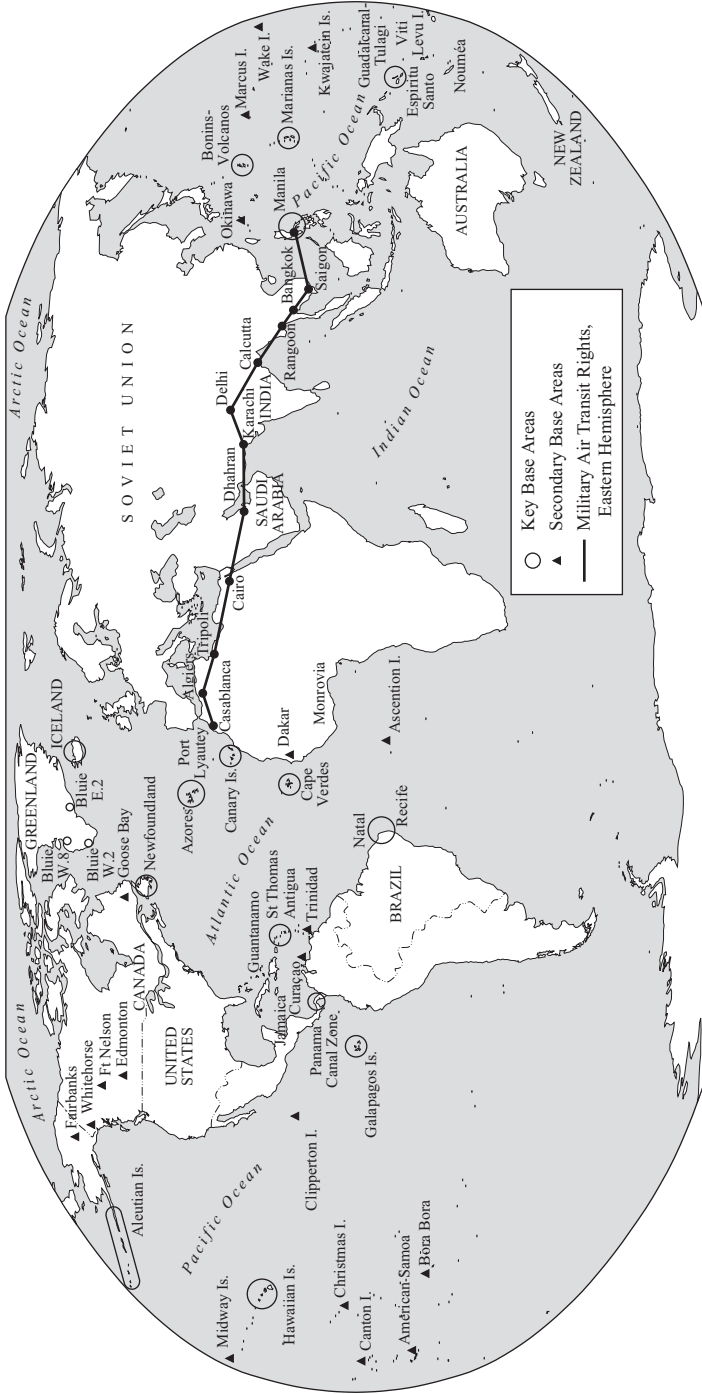 Arctic Ocean
Arctic Ocean
Fairbanks
Whitehorse
Ft Nelson
Edmonton
Aleutian Is.
CANADA
UNITED
STATES
GREENLAND
ICELAND
Bluie
W.8
Bluie
W.2
Bluie
E.2
Goose Bay
Newfoundland
Pacific Ocean
Midway Is.
Hawaiian Is.
Clipperton I.
Christmas I.
Canton I.
American-Samoa
Bora Bora
Atlantic Ocean
Guantanamo
St Thomas
Antigua
Trinidad
Jamaica
Curaçao
Panama
Canal Zone
Galapagos Is.
BRAZIL
Natal
Recife
Azores
Port
Lyautey
Canary Is.
Cape
Verdes
Dakar
Monrovia
Ascention I.
Casablanca
Algiers
Tripoli
Cairo
SOVIET UNION
Dhahran
SAUDI
ARABIA
Karachi
Delhi
INDIA
Calcutta
Rangoon
Bangkok
Saigon
Manila
Indian Ocean
Okinawa
Bonins-
Volcanos
Marcus I.
Wake I.
Marianas Is.
Kwajatein Is.
Pacific Ocean
Guadalcarral-
Tulagi
Viti
Levu I.
Espiritu
Santo
Nouméa
AUSTRALIA
NEW
ZEALAND
Key Base Areas
Secondary Base Areas
Military Air Transit Rights,
Eastern Hemisphere